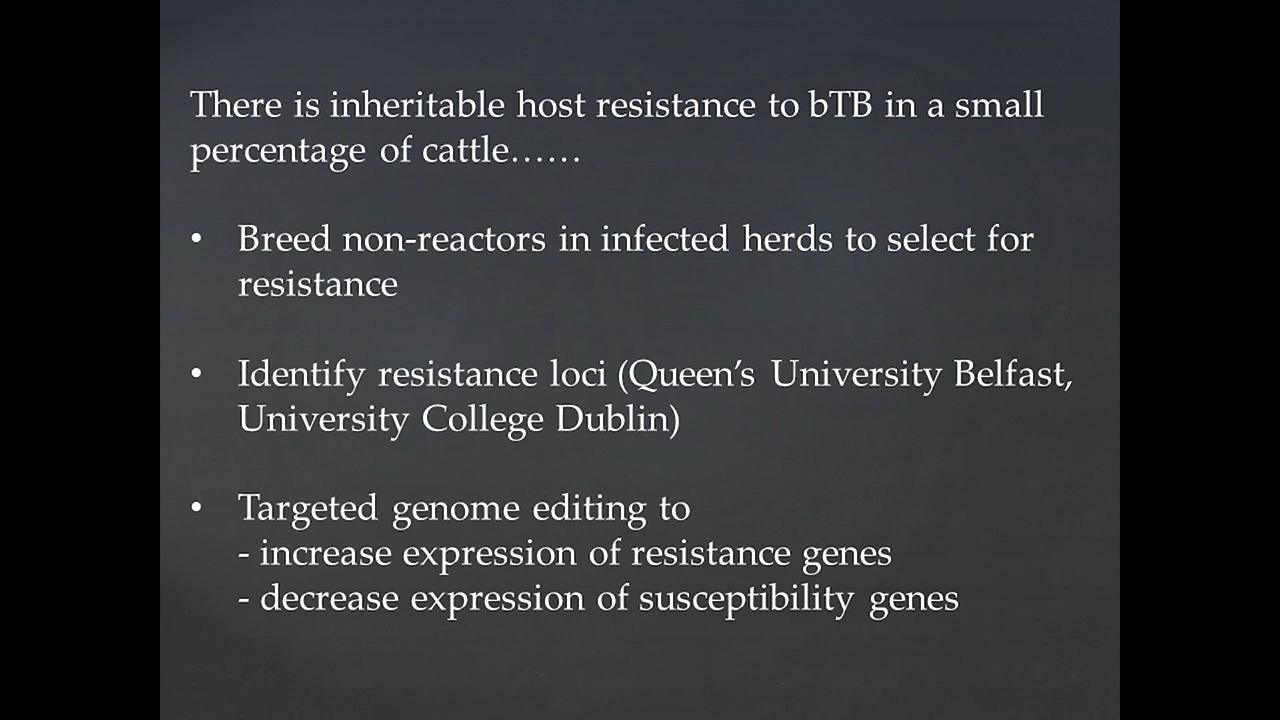 There is inheritable host resistance to bTB in a small
percentage of cattle……
• Breed non-reactors in infected herds to select for
resistance
• Identify resistance loci (Queen’s University Belfast,
University College Dublin)
• Targeted genome editing to
- increase expression of resistance genes
- decrease expression of susceptibility genes